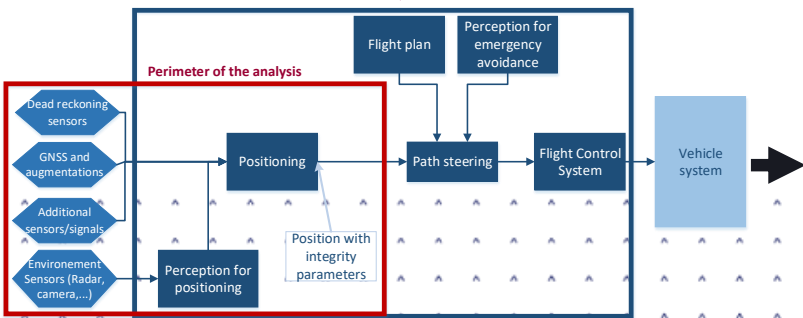 Flight plan
Perception for
emergency
avoidance
Perimeter of the analysis
Dead reckoning
sensors
GNSS and
augmentations
Positioning
Path steering
Flight Control
System
Vehicle
system
Additional
sensors/signals
Position with
integrity
parameters
Environement
Sensors (Radar,
camera,...)
Perception for
positioning